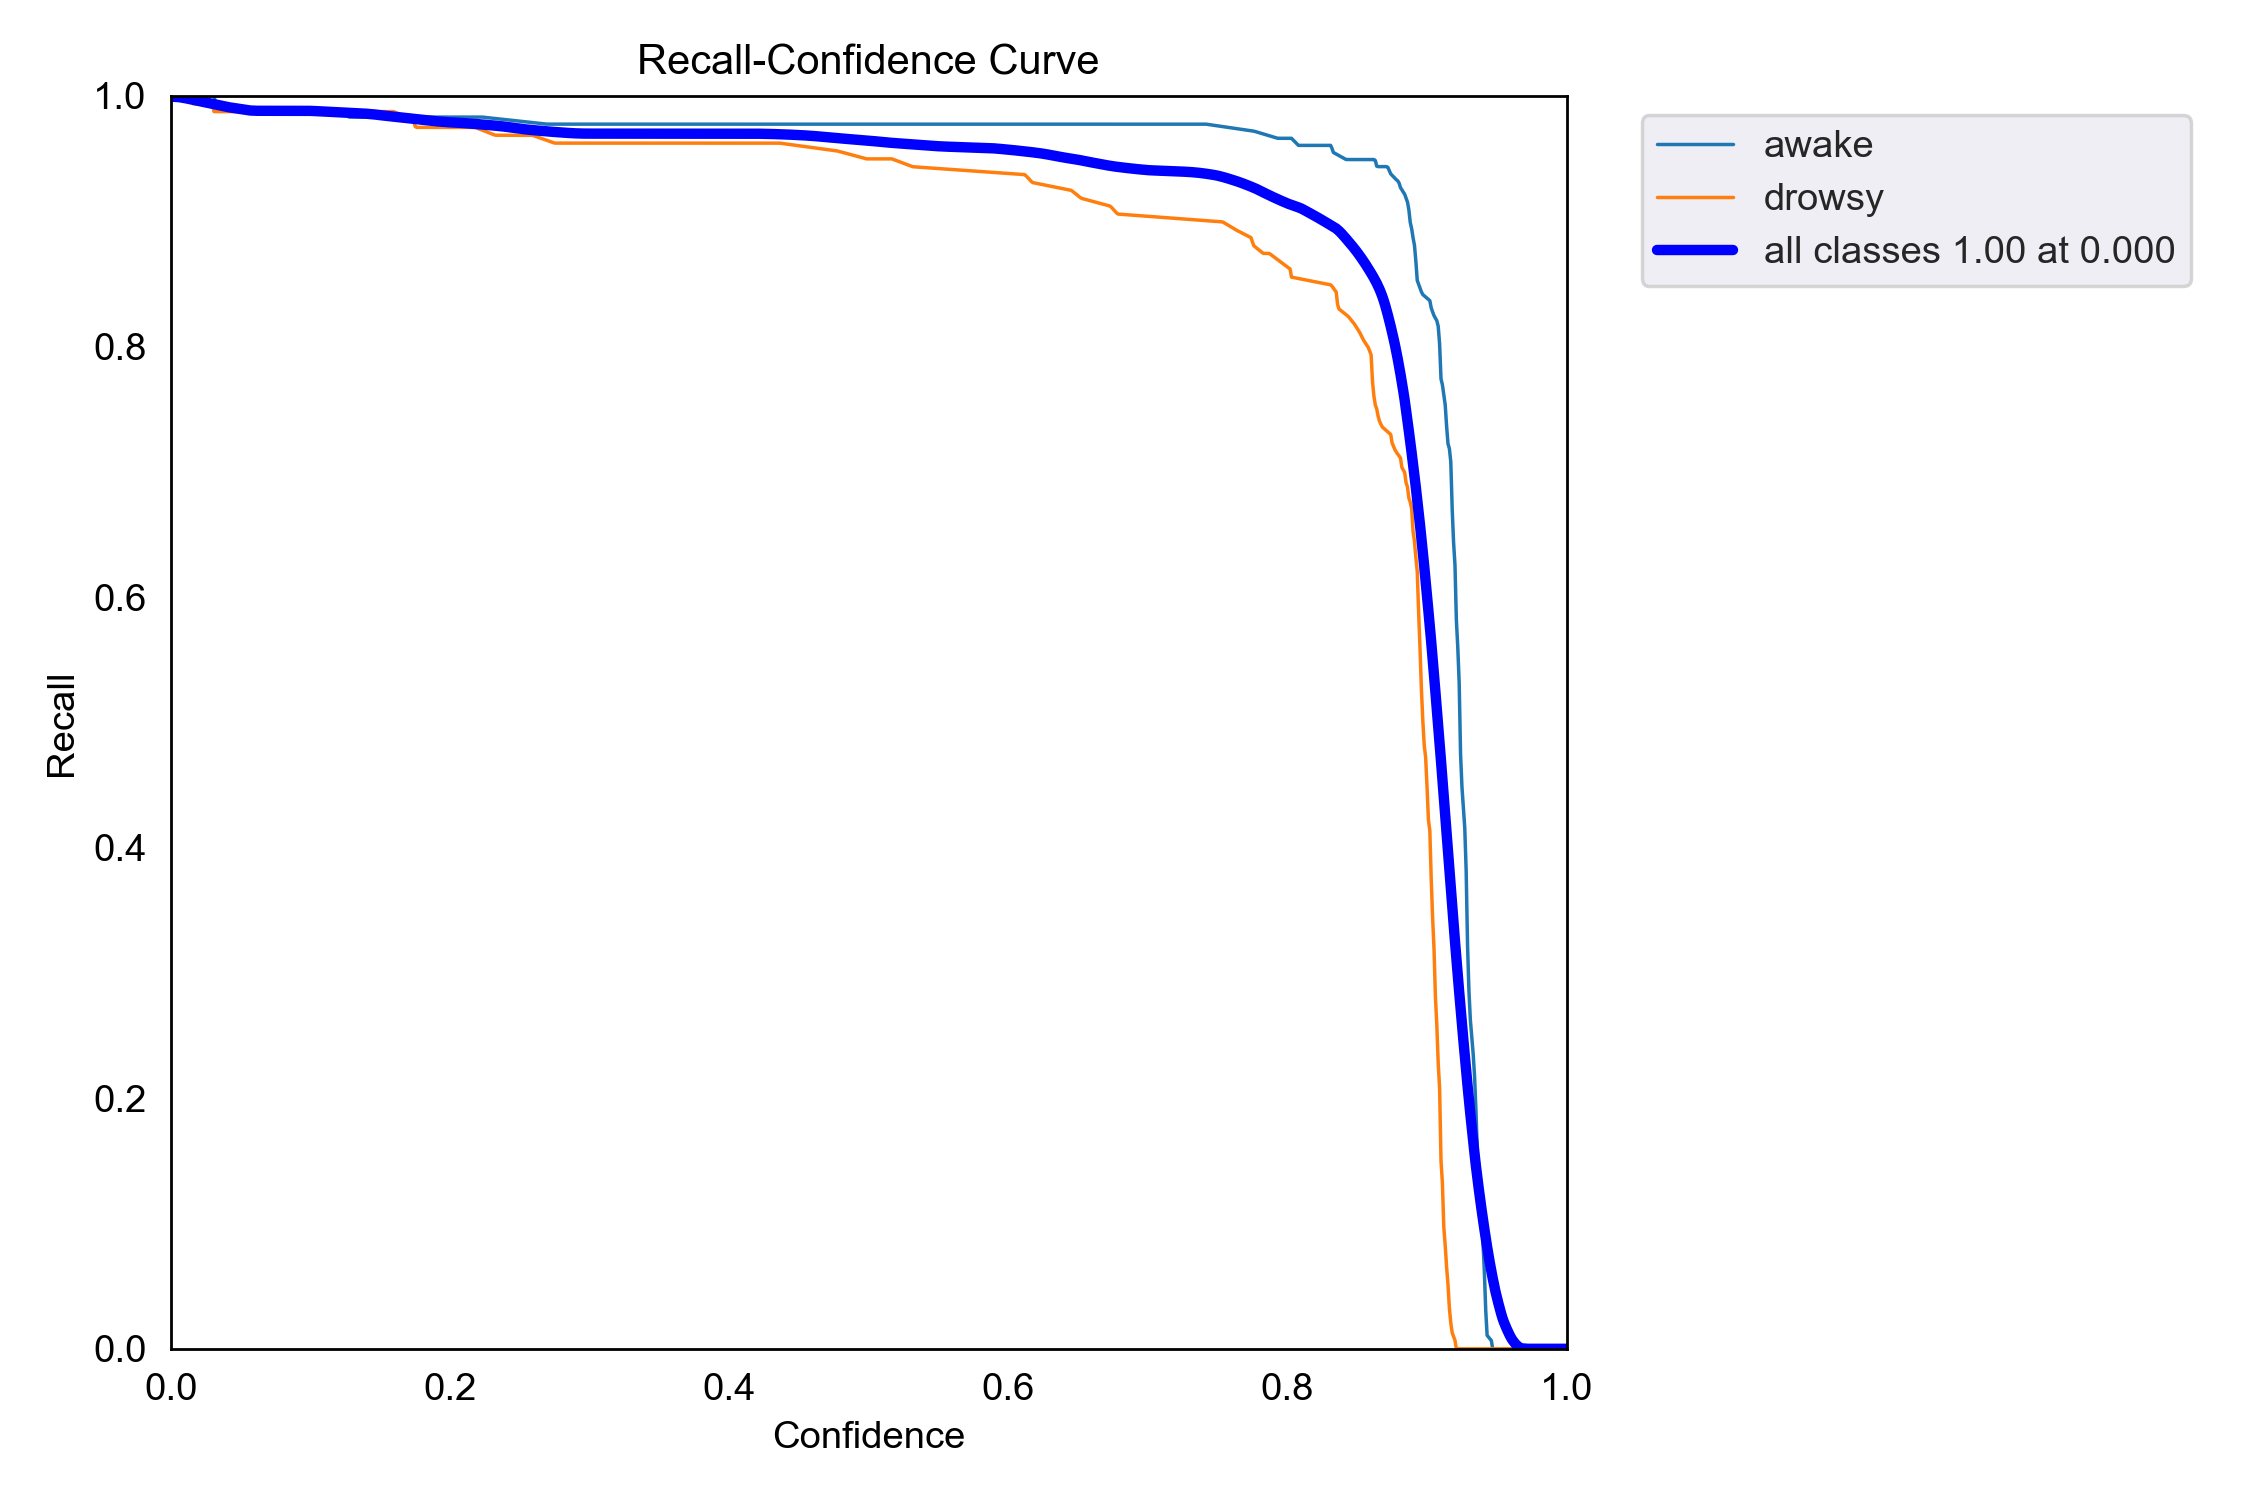 Recall-Confidence Curve
1.0
0.8
0.6
0.4
0.2
0.0
Recall
0.0 0.2 0.4 0.6 0.8 1.0
Confidence
awake
drowsy
all classes 1.00 at 0.000